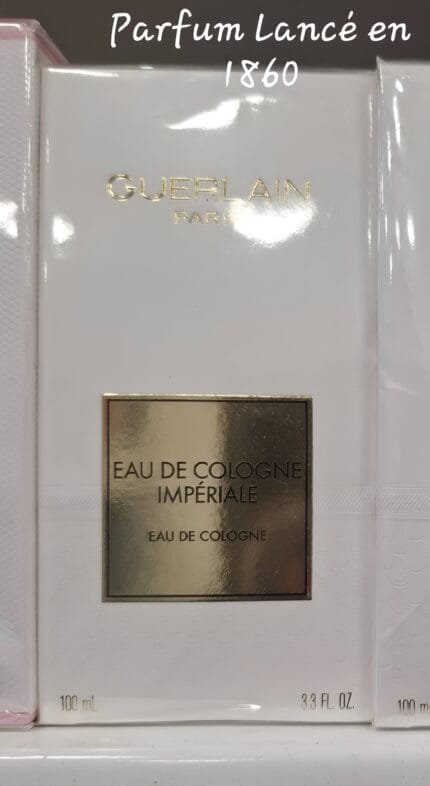 Parfum Lancé en
1860
GUERLAIN
PARIS
EAU DE COLOGNE
IMPÉRIALE
EAU DE COLOGNE
100 mL
3.3 FL. OZ.
100 m